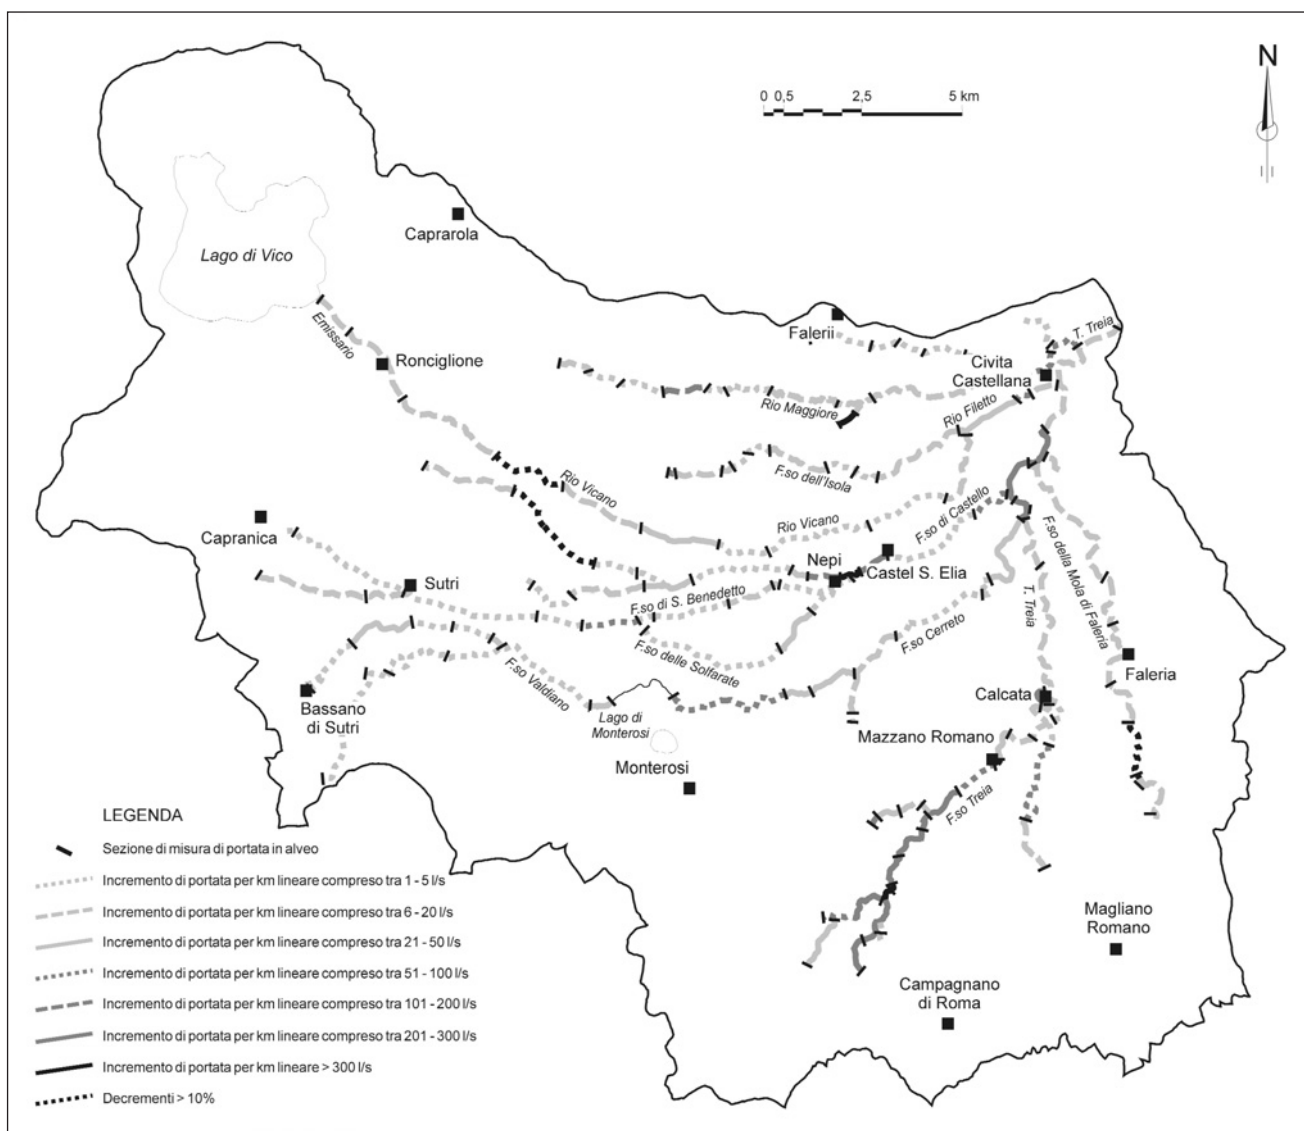 N
0 0,5 2,5 5 km
Caprarola
Lago di Vico
Emissario
Falerii
T. Treia
Ronciglione
Civita
Castellana
Rio Maggiore
Rio Filetto
F.so dell'Isola
Rio Vicano
Rio Vicano
F.so di Castello
Capranica
Nepi
Castel S. Elia
F.so della Mola di Faleria
Sutri
F.so di S. Benedetto
T. Treia
F.so Cerreto
F.so delle Solfarate
F.so Valdiano
Faleria
Bassano
di Sutri
Calcata
Lago di
Monterosi
Mazzano Romano
Monterosi
F.so Treia
Magliano
Romano
Campagnano
di Roma
LEGENDA
Sezione di misura di portata in alveo
Incremento di portata per km lineare compreso tra 1 - 5 l/s
Incremento di portata per km lineare compreso tra 6 - 20 l/s
Incremento di portata per km lineare compreso tra 21 - 50 l/s
Incremento di portata per km lineare compreso tra 51 - 100 l/s
Incremento di portata per km lineare compreso tra 101 - 200 l/s
Incremento di portata per km lineare compreso tra 201 - 300 l/s
Incremento di portata per km lineare > 300 l/s
Decrementi > 10%